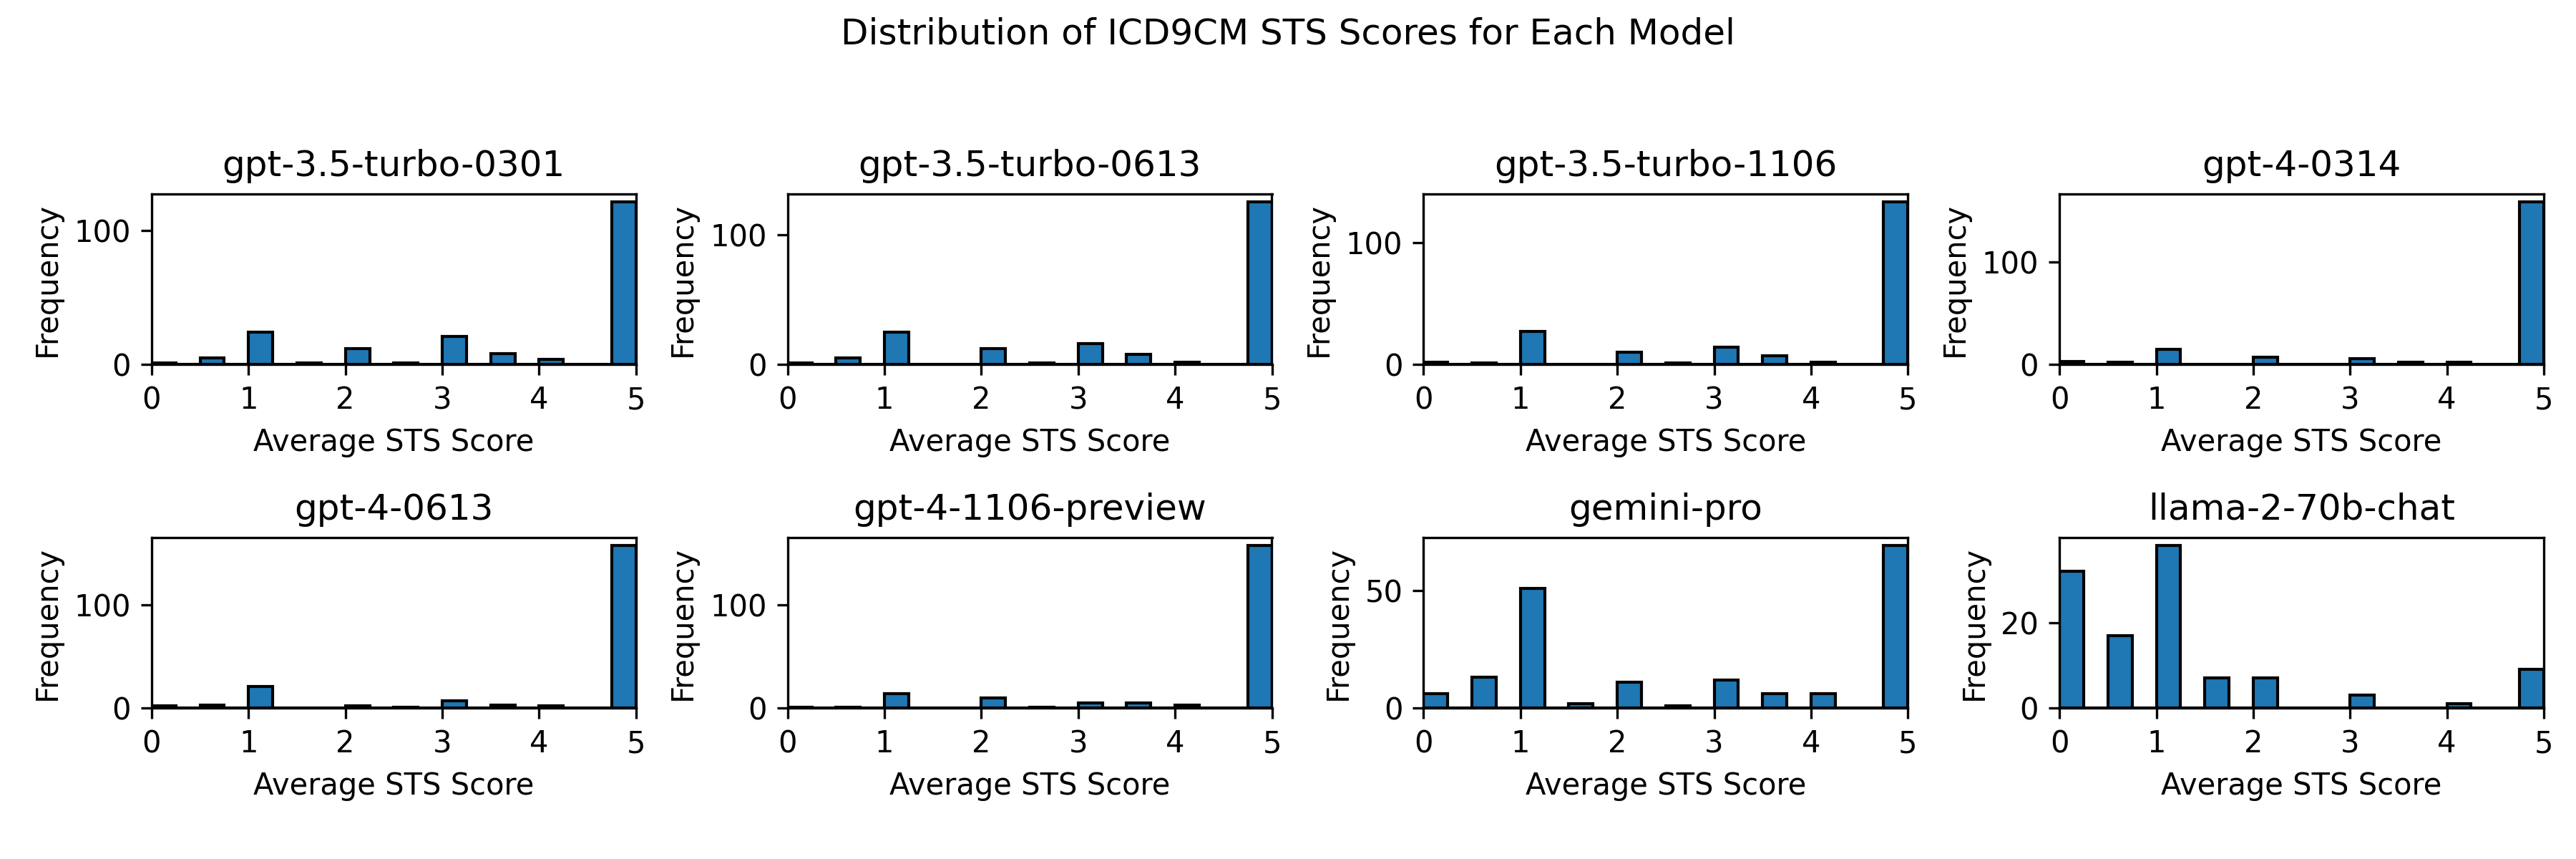 Distribution of ICD9CM STS Scores for Each Model
gpt-3.5-turbo-0301
Frequency
100
0
0 1 2 3 4 5
Average STS Score
gpt-3.5-turbo-0613
Frequency
100
0
0 1 2 3 4 5
Average STS Score
gpt-3.5-turbo-1106
Frequency
100
0
0 1 2 3 4 5
Average STS Score
gpt-4-0314
Frequency
100
0
0 1 2 3 4 5
Average STS Score
gpt-4-0613
Frequency
100
0
0 1 2 3 4 5
Average STS Score
gpt-4-1106-preview
Frequency
100
0
0 1 2 3 4 5
Average STS Score
gemini-pro
Frequency
50
0
0 1 2 3 4 5
Average STS Score
llama-2-70b-chat
Frequency
20
0
0 1 2 3 4 5
Average STS Score